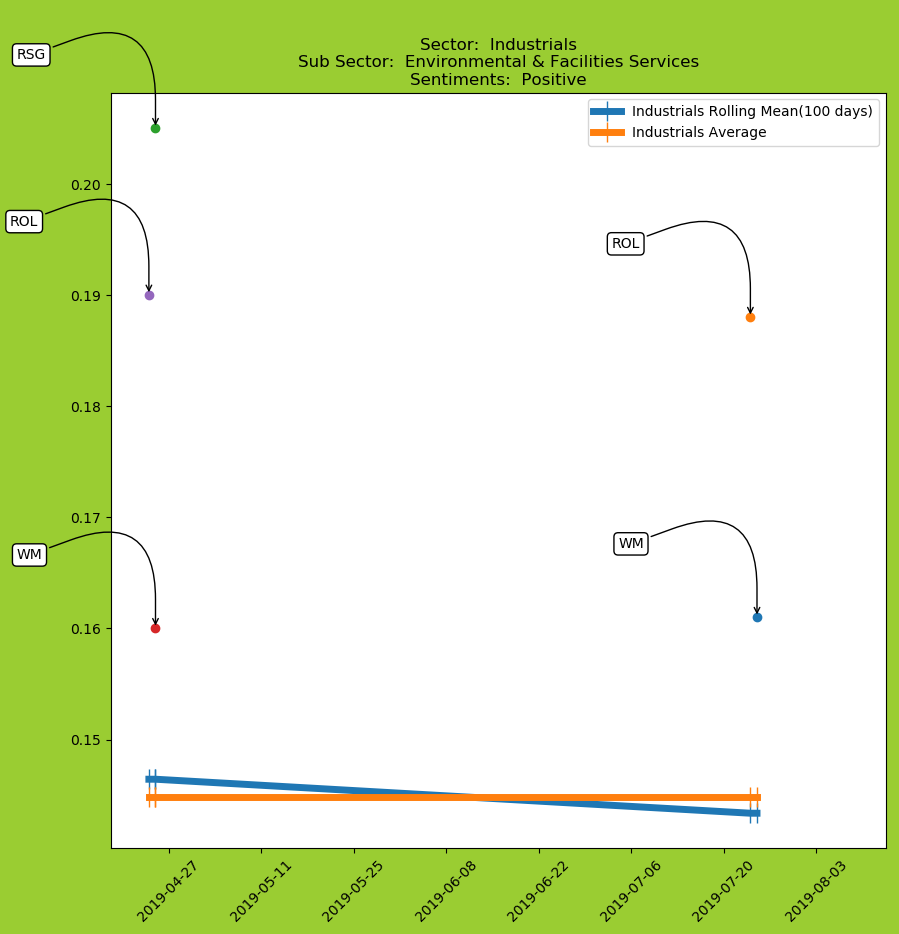 RSG
Sector:  Industrials
Sub Sector:  Environmental & Facilities Services
Sentiments:  Positive
Industrials Rolling Mean(100 days)
Industrials Average
0.20
ROL
ROL
0.19
0.18
0.17
WM
WM
0.16
0.15
2019-04-27
2019-05-11
2019-05-25
2019-06-08
2019-06-22
2019-07-06
2019-07-20
2019-08-03